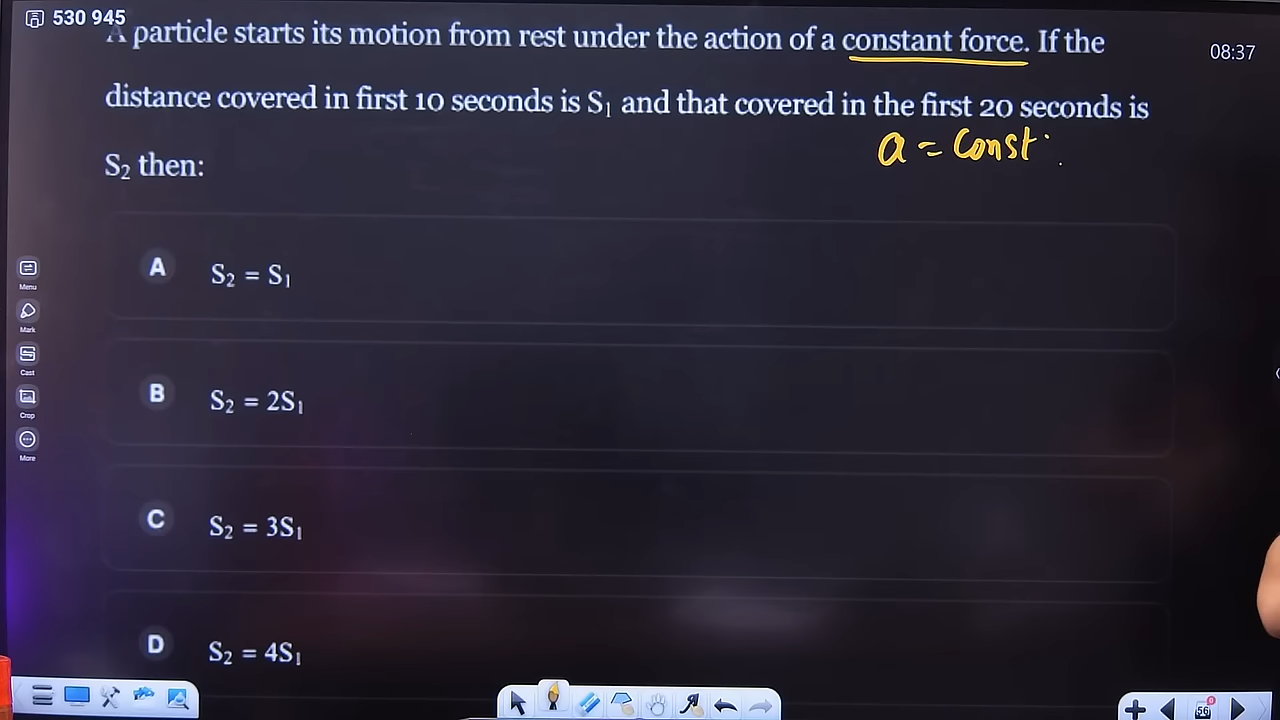 530 945
A particle starts its motion from rest under the action of a constant force. If the
08:37
distance covered in first 10 seconds is S₁ and that covered in the first 20 seconds is
a = const.
S₂ then:
A S₂ = S₁
Menu
Mark
B S₂ = 2S₁
Cast
Crop
More
C S₂ = 3S₁
D S₂ = 4S₁
56